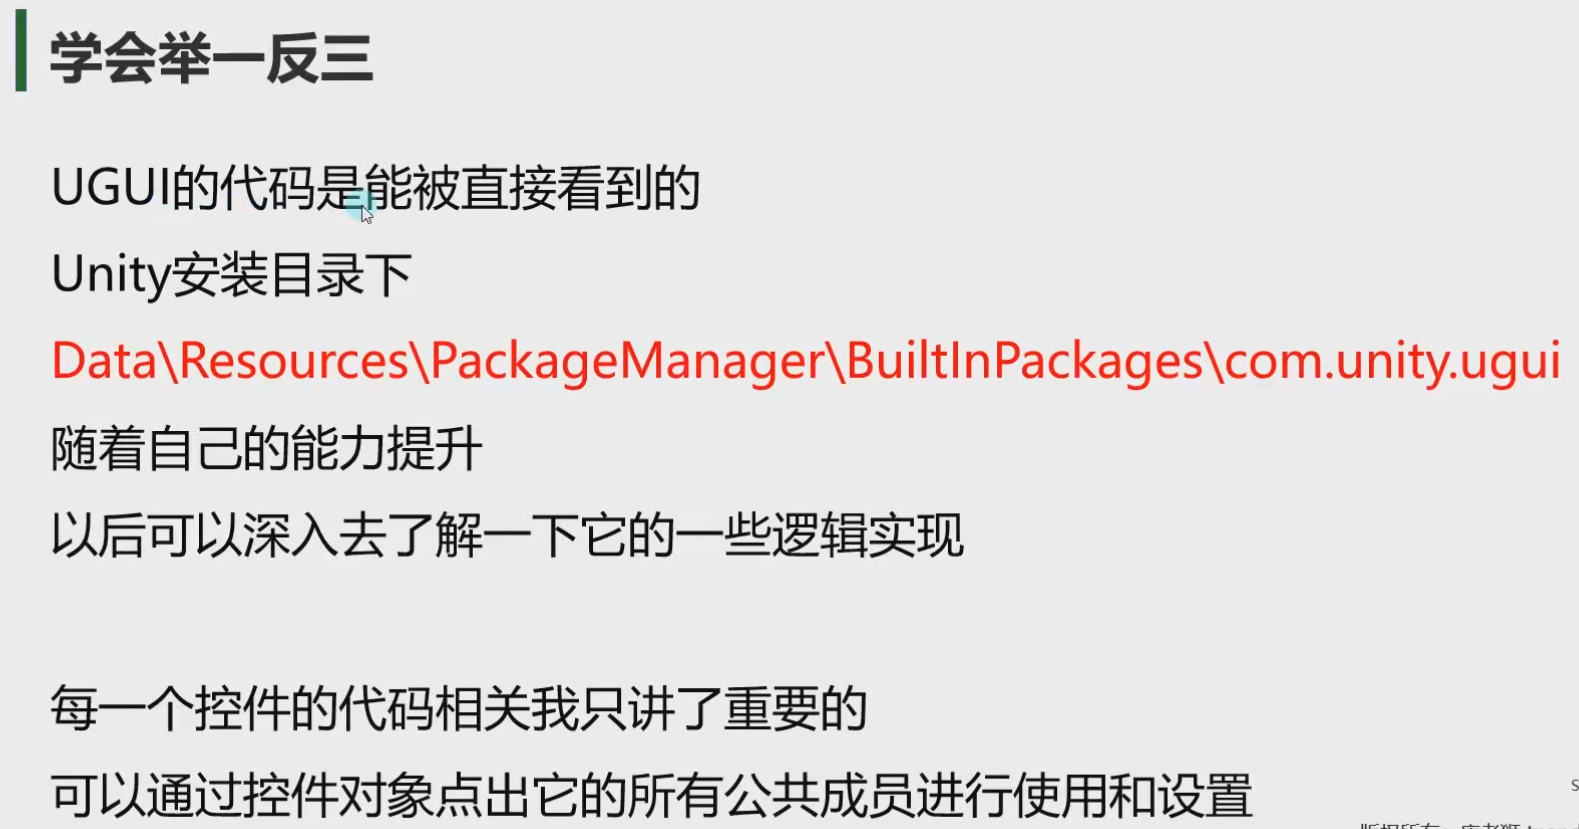 学会举一反三
UGUI的代码是能被直接看到的
Unity安装目录下
Data\Resources\PackageManager\BuiltInPackages\com.unity.ugui
随着自己的能力提升
以后可以深入去了解一下它的一些逻辑实现
每一个控件的代码相关我只讲了重要的
可以通过控件对象点出它的所有公共成员进行使用和设置